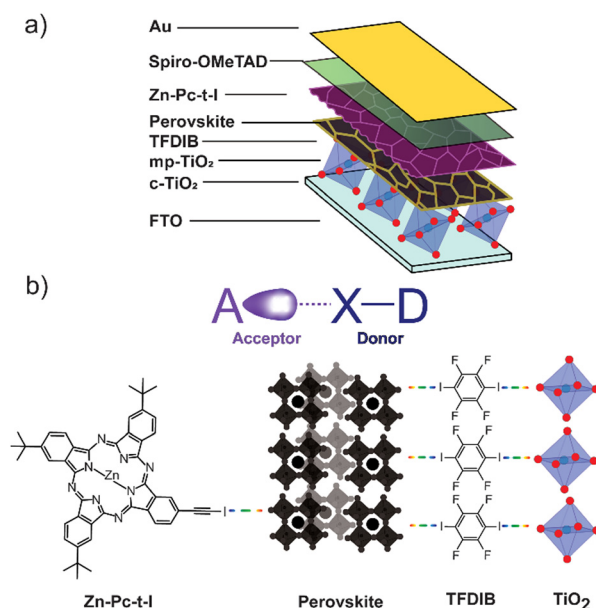 a)
Au
Spiro-OMeTAD
Zn-Pc-t-I
Perovskite
TFDIB
mp-TiO₂
c-TiO₂
FTO
b)
A X—D
Acceptor Donor
F F
I I
F F
F F
I I
F F
F F
I I
F F
N N
N N
Zn
N N
N N
I
Zn-Pc-t-I Perovskite TFDIB TiO₂